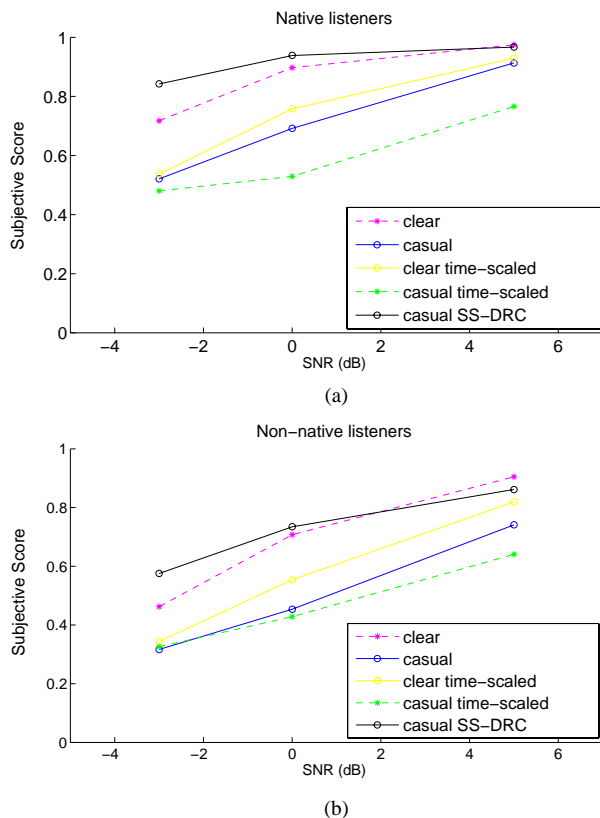 Native listeners
1
0.8
0.6
0.4
0.2
0
Subjective Score
−4 −2 0 2 4 6
SNR (dB)
clear
casual
clear time−scaled
casual time−scaled
casual SS−DRC
(a)
Non−native listeners
1
0.8
0.6
0.4
0.2
0
Subjective Score
−4 −2 0 2 4 6
SNR (dB)
clear
casual
clear time−scaled
casual time−scaled
casual SS−DRC
(b)